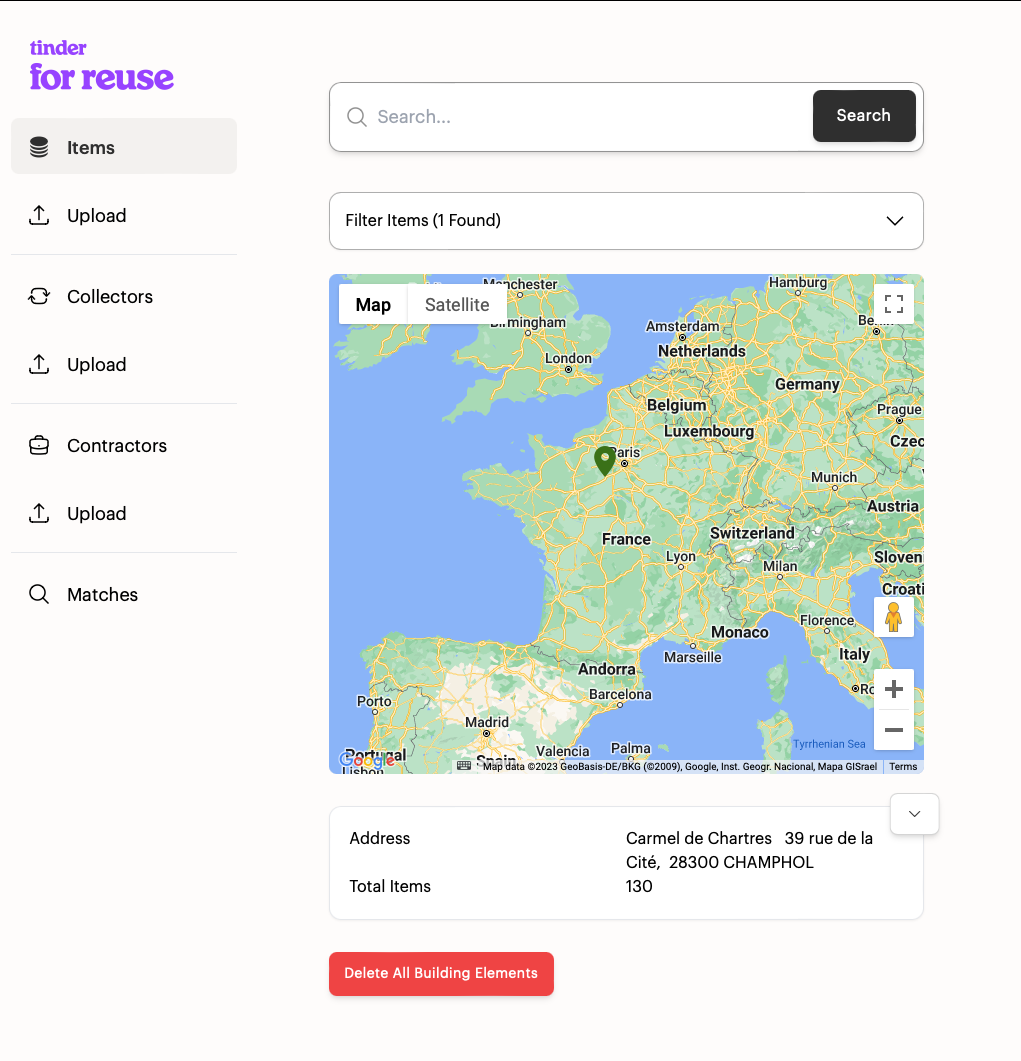 tinder
for reuse
Items
Upload
Collectors
Upload
Contractors
Upload
Matches
Search...
Search
Filter Items (1 Found)
Map
Satellite
Manchester
Hamburg
Birmingham
Amsterdam
London
Netherlands
Germany
Belgium
Prague
Luxembourg
Paris
Munich
Austria
France
Switzerland
Lyon
Milan
Florence
Monaco
Marseille
Italy
Andorra
Barcelona
Porto
Madrid
Valencia
Palma
Tyrrhenian Sea
Portugal
Spain
Google
Lisbon
Map data ©2023 GeoBasis-DE/BKG (©2009), Google, Inst. Geogr. Nacional, Mapa GISrael
Terms
Address
Carmel de Chartres 39 rue de la
Cité, 28300 CHAMPHOL
Total Items
130
Delete All Building Elements